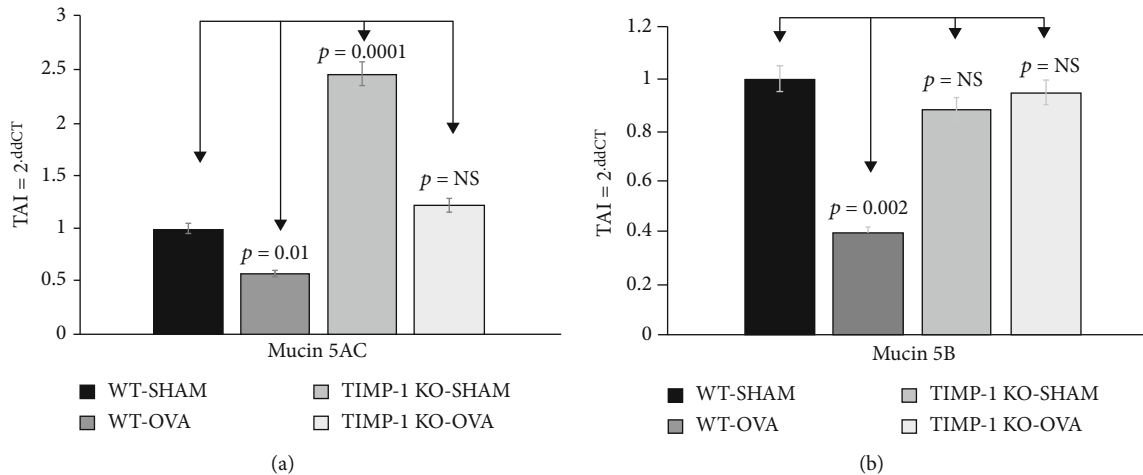 3
2.5
2
1.5
1
0.5
0
TAI = 2^.ddCT
p = 0.01
p = 0.0001
p = NS
Mucin 5AC
WT-SHAM
WT-OVA
TIMP-1 KO-SHAM
TIMP-1 KO-OVA
(a)
1.2
1
0.8
0.6
0.4
0.2
0
TAI = 2^.ddCT
p = 0.002
p = NS
p = NS
Mucin 5B
WT-SHAM
WT-OVA
TIMP-1 KO-SHAM
TIMP-1 KO-OVA
(b)